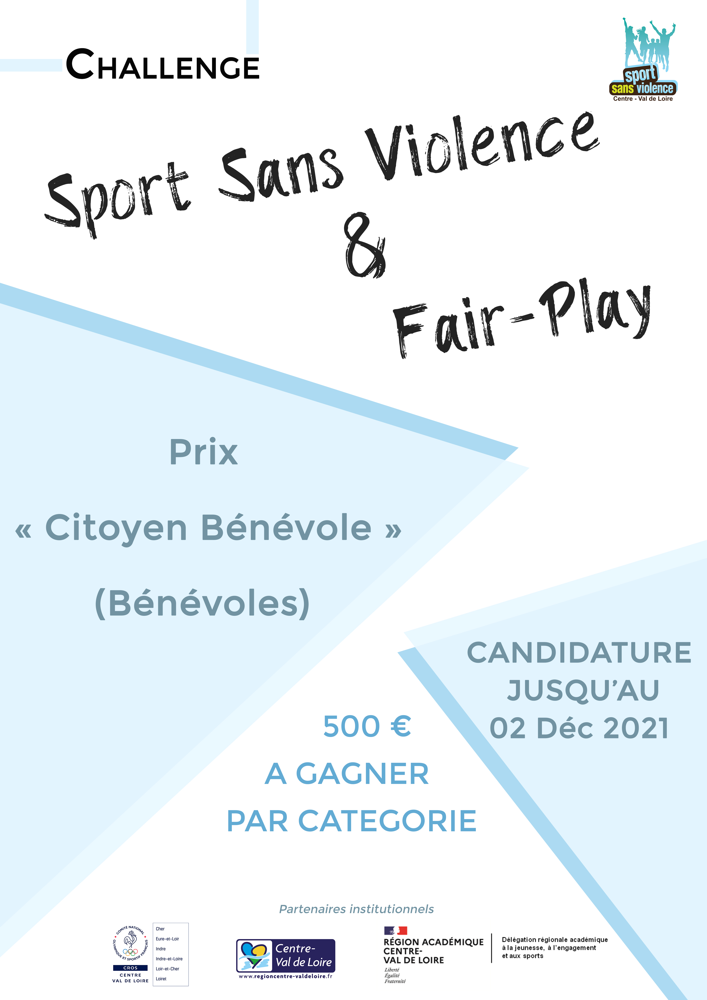 CHALLENGE
sport
sans violence
Centre - Val de Loire
Sport Sans Violence
&
Fair-Play
Prix
« Citoyen Bénévole »
(Bénévoles)
CANDIDATURE
JUSQU’AU
02 Déc 2021
500 €
A GAGNER
PAR CATEGORIE
Partenaires institutionnels
COMITÉ NATIONAL
OLYMPIQUE ET SPORTIF FRANÇAIS
CROS
CENTRE
VAL DE LOIRE
Cher
Eure-et-Loir
Indre
Indre-et-Loire
Loir-et-Cher
Loiret
Centre-
Val de Loire
www.regioncentre-valdeloire.fr
RÉGION ACADÉMIQUE
CENTRE-
VAL DE LOIRE
Liberté
Égalité
Fraternité
Délégation régionale académique
à la jeunesse, à l’engagement
et aux sports